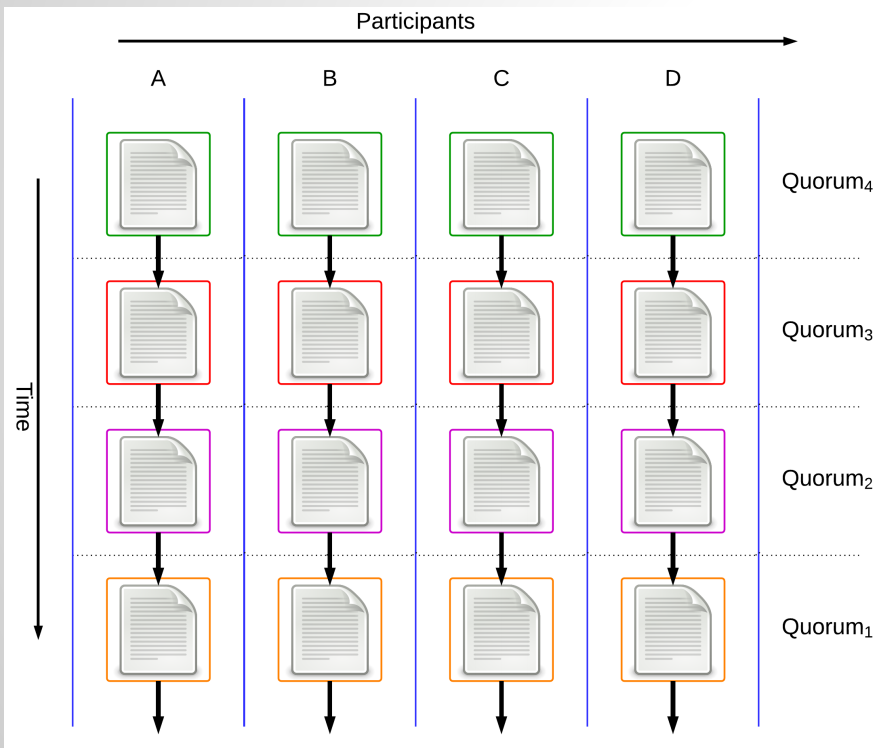 Participants
A B C D
Quorum₄
Quorum₃
Time
Quorum₂
Quorum₁